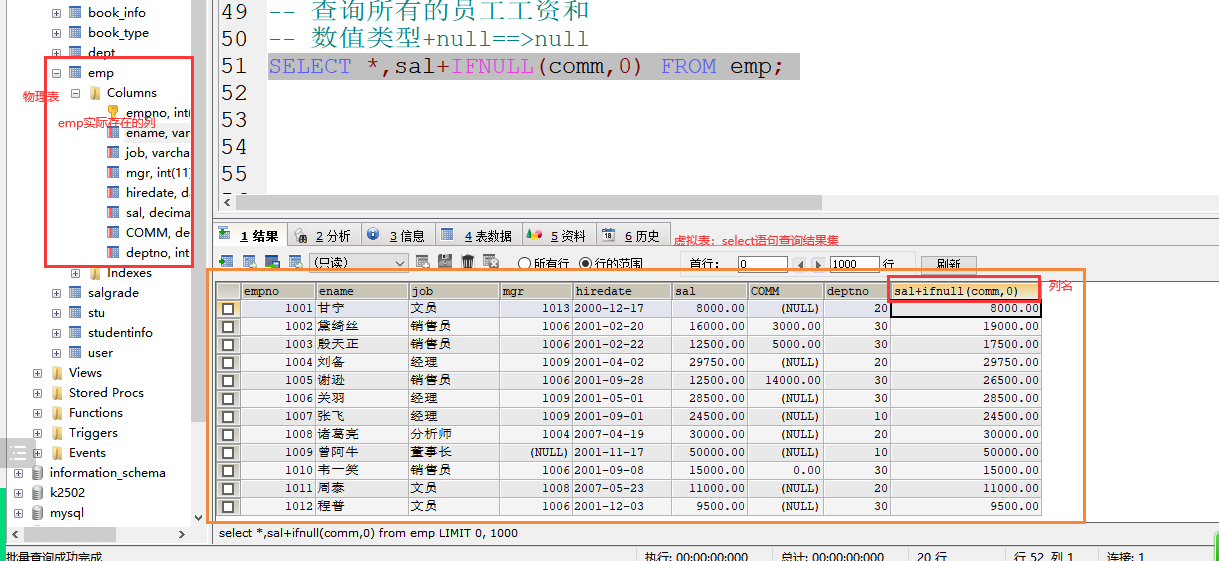 book_info
book_type
dept
emp
物理表
Columns
empno, int(
emp实际存在的列
ename, var
job, varcha
mgr, int(11)
hiredate, d
sal, decima
COMM, de
deptno, int
Indexes
salgrade
stu
studentinfo
user
Views
Stored Procs
Functions
Triggers
Events
information_schema
k2502
mysql
49 -- 查询所有的员工工资和
50 -- 数值类型+null==>null
51 SELECT *,sal+IFNULL(comm,0) FROM emp;
52
53
54
55
1 结果 2 分析 3 信息 4 表数据 5 资料 6 历史
虚拟表：select语句查询结果集
(只读) 所有行 行的范围 首行： 0 1000 行 刷新
empno ename job mgr hiredate sal COMM deptno sal+ifnull(comm,0) 列名
1001 甘宁 文员 1013 2000-12-17 8000.00 (NULL) 20 8000.00
1002 黛绮丝 销售员 1006 2001-02-20 16000.00 3000.00 30 19000.00
1003 殷天正 销售员 1006 2001-02-22 12500.00 5000.00 30 17500.00
1004 刘备 经理 1009 2001-04-02 29750.00 (NULL) 20 29750.00
1005 谢逊 销售员 1006 2001-09-28 12500.00 14000.00 30 26500.00
1006 关羽 经理 1009 2001-05-01 28500.00 (NULL) 30 28500.00
1007 张飞 经理 1009 2001-09-01 24500.00 (NULL) 10 24500.00
1008 诸葛亮 分析师 1004 2007-04-19 30000.00 (NULL) 20 30000.00
1009 曾阿牛 董事长 (NULL) 2001-11-17 50000.00 (NULL) 10 50000.00
1010 韦一笑 销售员 1006 2001-09-08 15000.00 0.00 30 15000.00
1011 周泰 文员 1008 2007-05-23 11000.00 (NULL) 20 11000.00
1012 程普 文员 1006 2001-12-03 9500.00 (NULL) 30 9500.00
select *,sal+ifnull(comm,0) from emp LIMIT 0, 1000
批量查询成功完成 执行: 00:00:00:000 总计: 00:00:00:000 20 行 行 52, 列 1 连接: 1